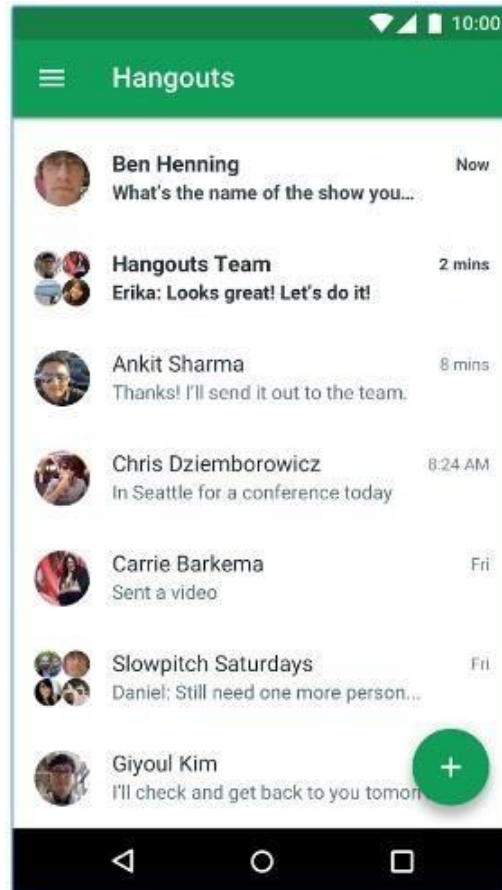 10:00
Hangouts
Ben Henning Now
What's the name of the show you...
Hangouts Team 2 mins
Erika: Looks great! Let's do it!
Ankit Sharma 8 mins
Thanks! I'll send it out to the team.
Chris Dziemborowicz 8:24 AM
In Seattle for a conference today
Carrie Barkema Fri
Sent a video
Slowpitch Saturdays Fri
Daniel: Still need one more person...
Giyoul Kim
I'll check and get back to you tomorr
+